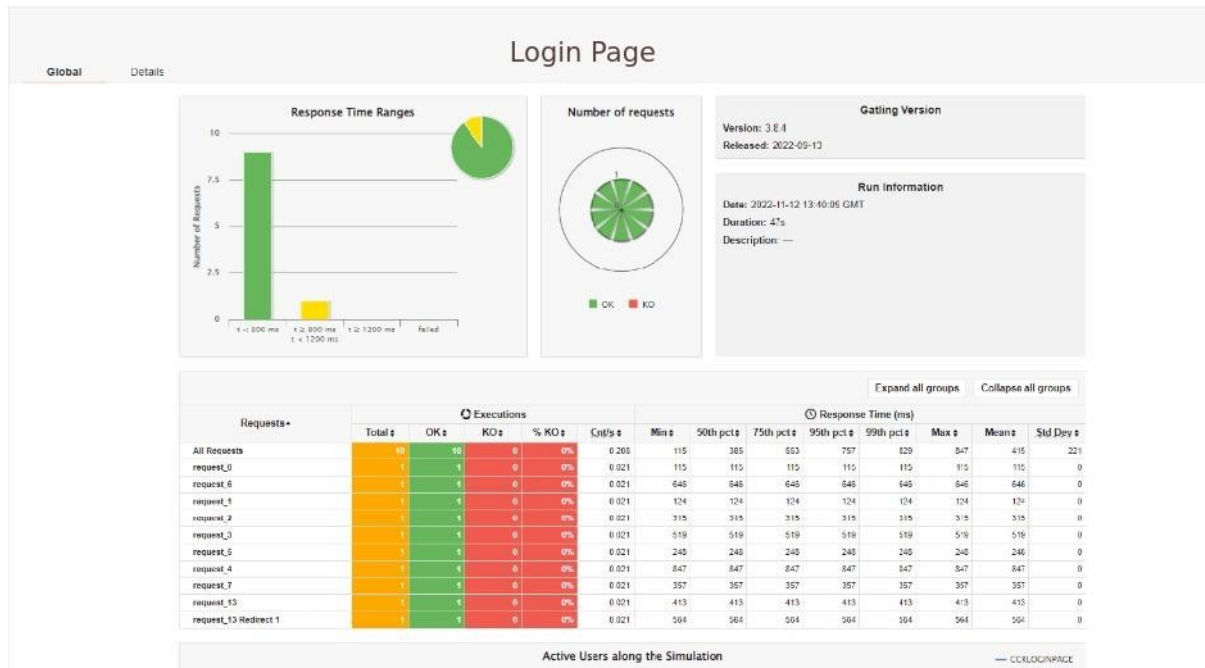 Login Page
Global Details
Response Time Ranges
10
7.5
5
2.5
0
Number of Requests
t < 800 ms
t ≥ 800 ms
t < 1200 ms
t ≥ 1200 ms
failed
Number of requests
1
OK KO
Gatling Version
Version: 3.8.4
Released: 2022-09-13
Run Information
Date: 2022-11-12 13:40:09 GMT
Duration: 47s
Description: —
Expand all groups Collapse all groups
Requests Executions Response Time (ms)
Total OK KO % KO Cnt/s Min 50th pct 75th pct 95th pct 99th pct Max Mean Std Dev
All Requests 10 10 0 0% 0.208 115 385 553 757 829 847 415 221
request_0 1 1 0 0% 0.021 115 115 115 115 115 115 115 0
request_6 1 1 0 0% 0.021 646 646 646 646 646 646 646 0
request_1 1 1 0 0% 0.021 124 124 124 124 124 124 124 0
request_2 1 1 0 0% 0.021 315 315 315 315 315 315 315 0
request_3 1 1 0 0% 0.021 519 519 519 519 519 519 519 0
request_5 1 1 0 0% 0.021 246 246 246 246 246 246 246 0
request_4 1 1 0 0% 0.021 847 847 847 847 847 847 847 0
request_7 1 1 0 0% 0.021 357 357 357 357 357 357 357 0
request_13 1 1 0 0% 0.021 413 413 413 413 413 413 413 0
request_13 Redirect 1 1 1 0 0% 0.021 564 564 564 564 564 564 564 0
Active Users along the Simulation
CCRLOGINPAGE